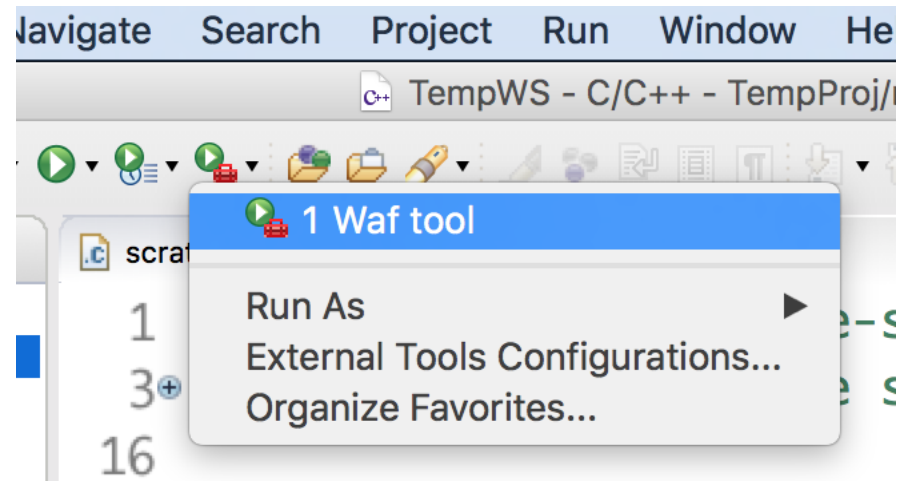 Navigate Search Project Run Window He
C++ TempWS - C/C++ - TempProj/
1 Waf tool
.c scrat
Run As
1
External Tools Configurations...
3
Organize Favorites...
16